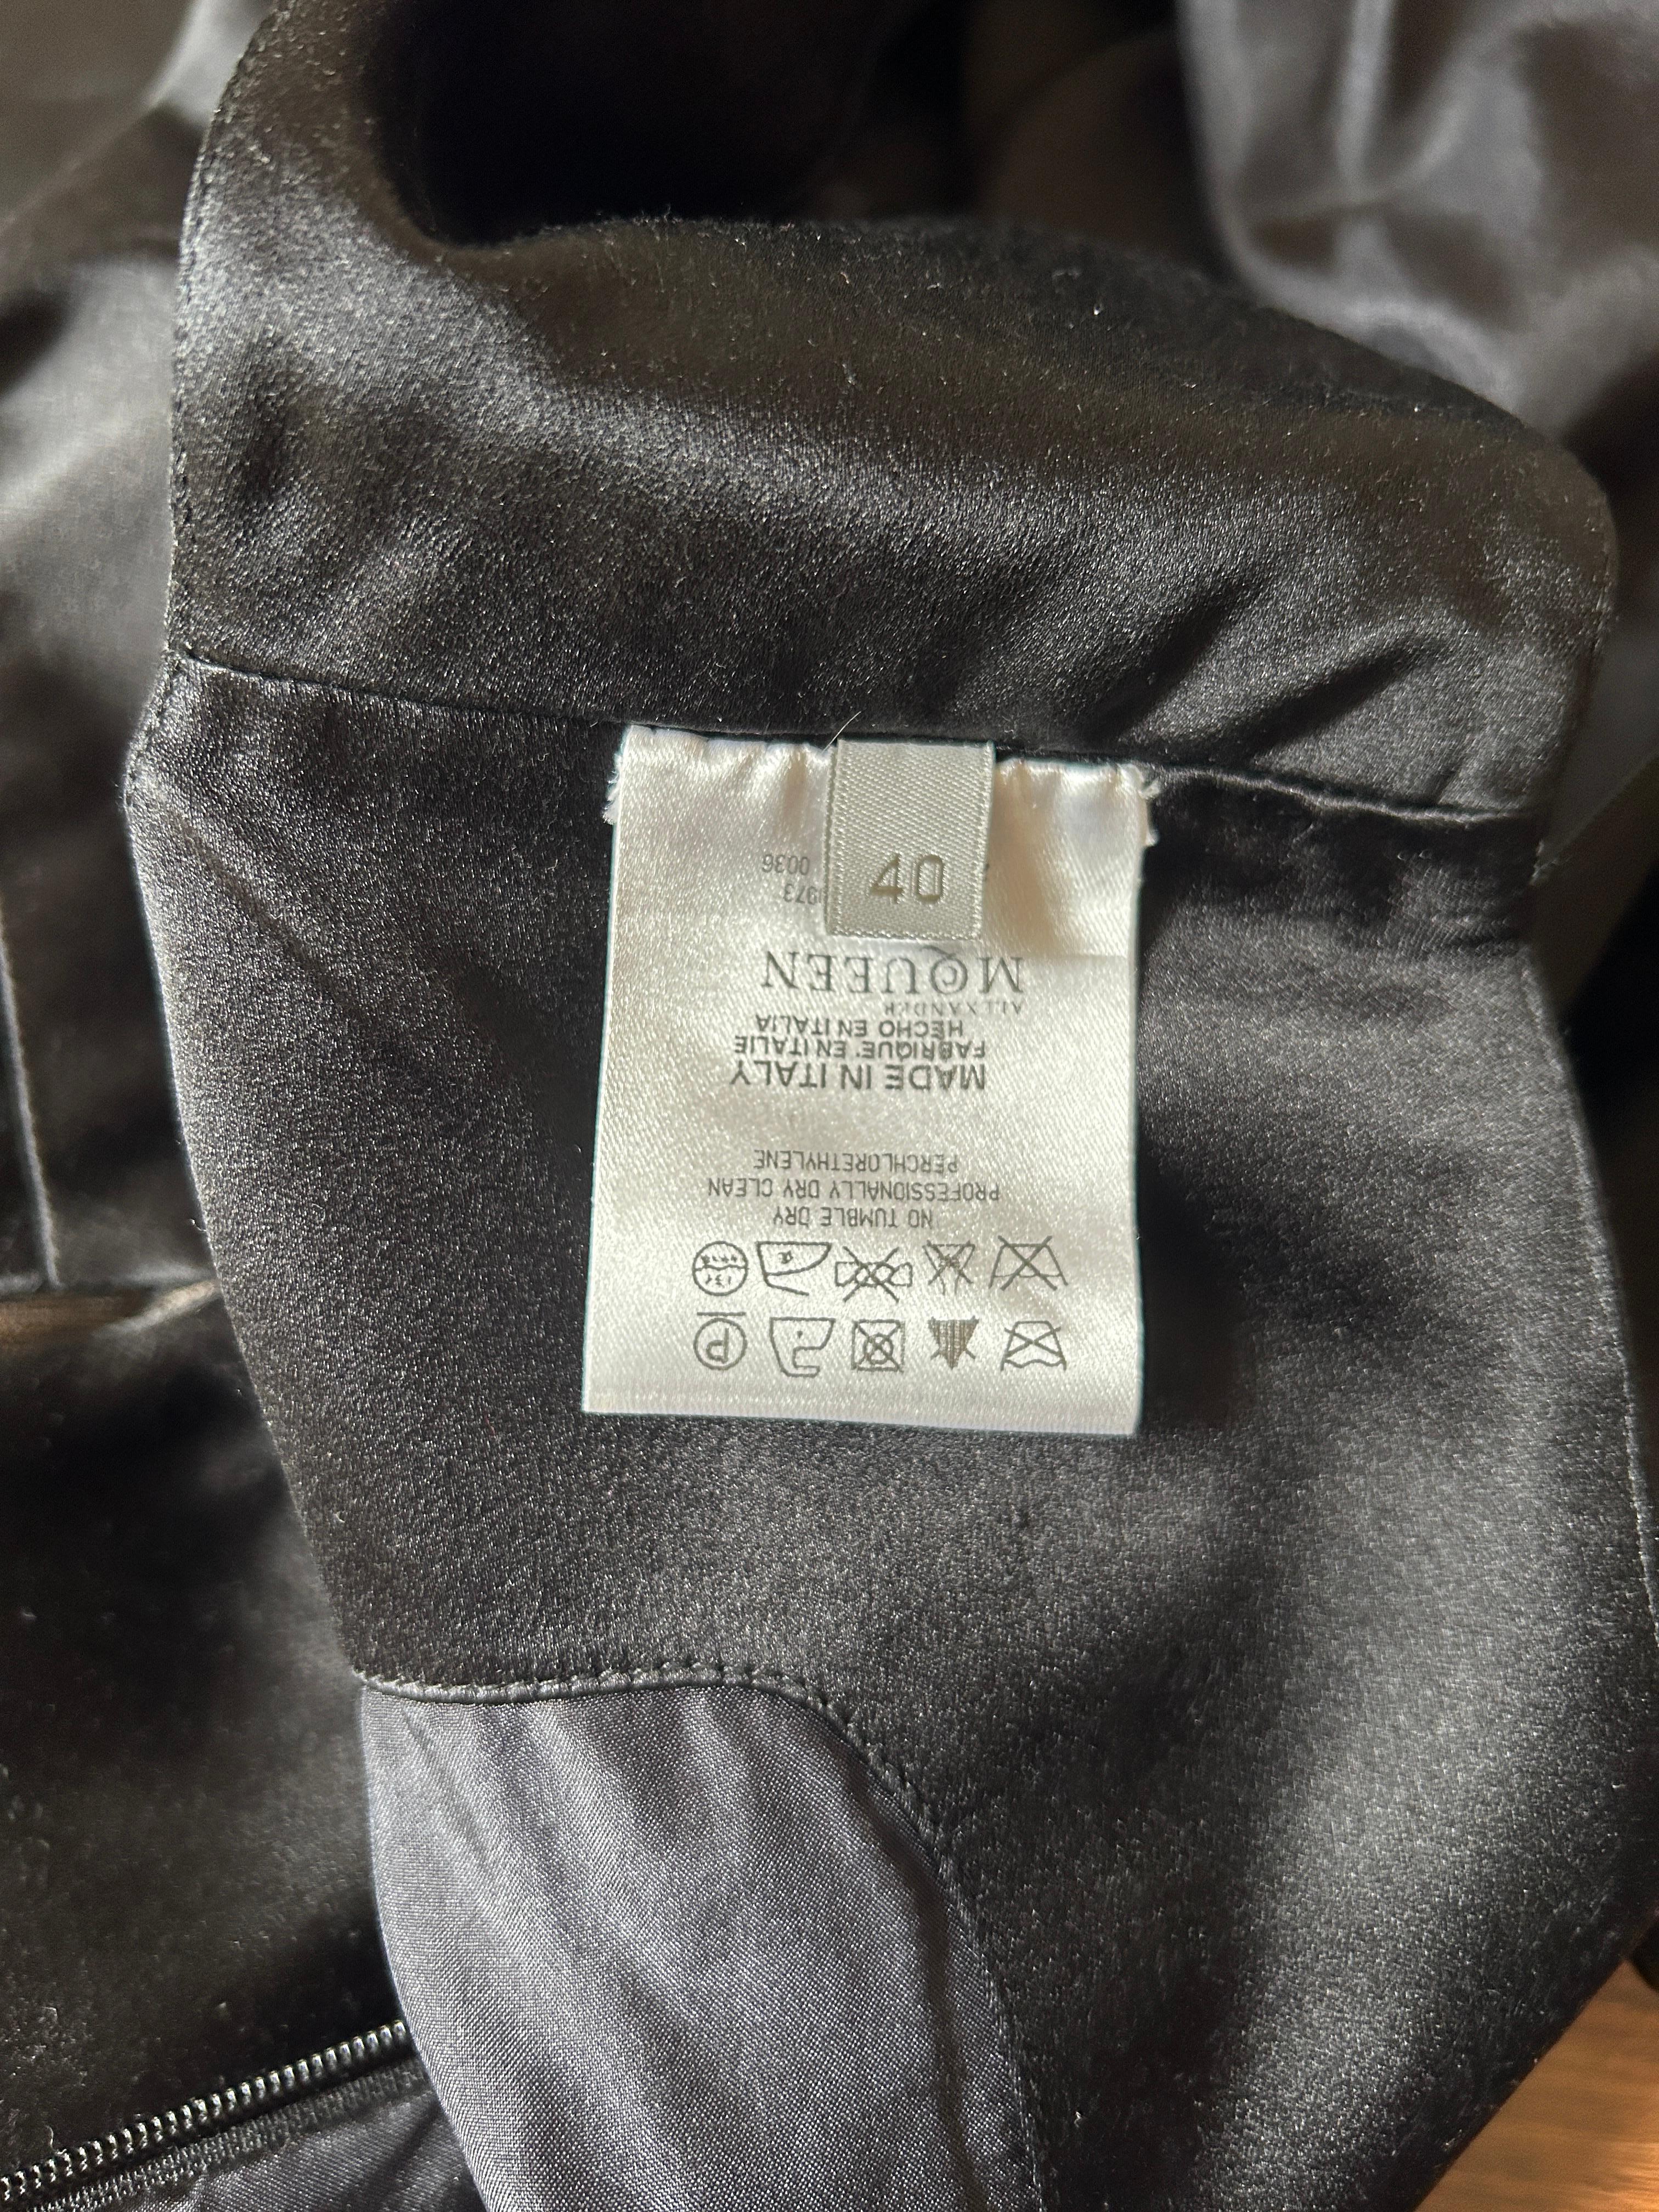 40
0036
ALEXANDER
MCQUEEN
HECHO EN ITALIA
FABRIQUE' EN ITALIE
MADE IN ITALY
PERCHLORETHYLENE
PROFESSIONALLY DRY CLEAN
NO TUMBLE DRY
P